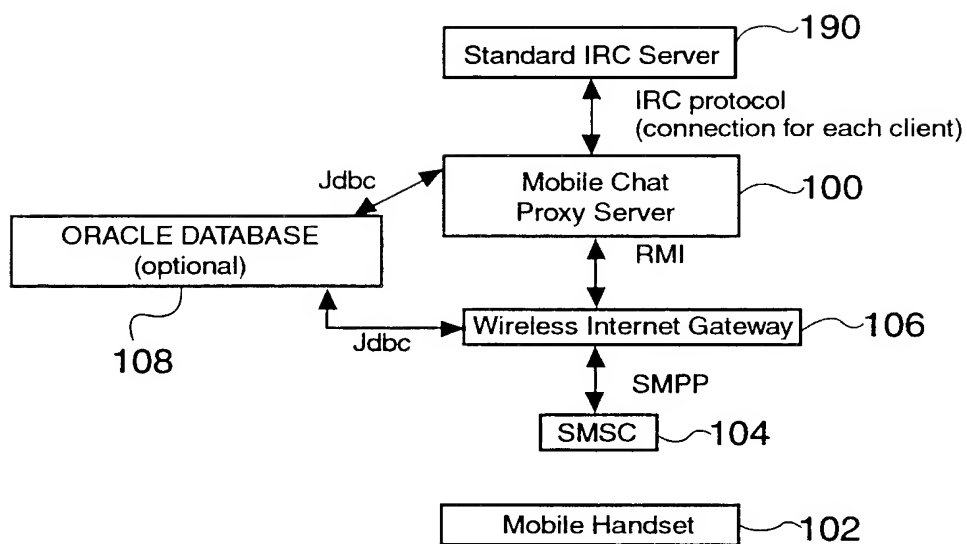 190
Standard IRC Server
IRC protocol
(connection for each client)
Jdbc
Mobile Chat
Proxy Server
100
ORACLE DATABASE
(optional)
RMI
108
Jdbc
Wireless Internet Gateway
106
SMPP
SMSC
104
Mobile Handset
102